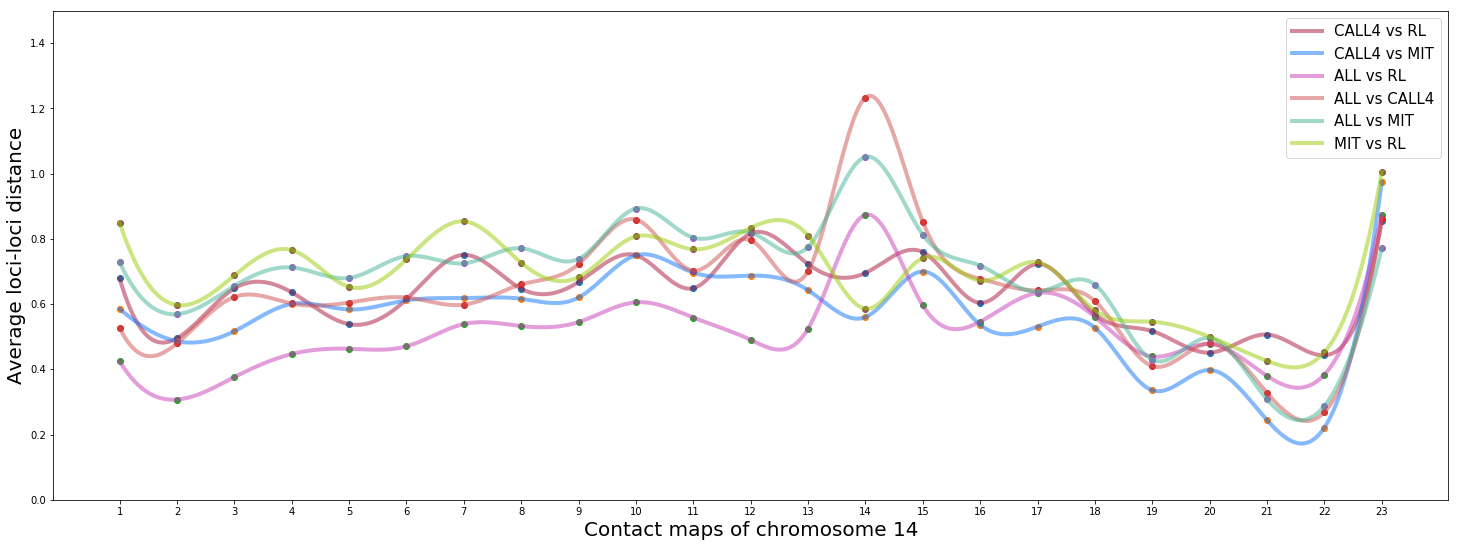 CALL4 vs RL
CALL4 vs MIT
ALL vs RL
ALL vs CALL4
ALL vs MIT
MIT vs RL
Average loci-loci distance
1.4
1.2
1.0
0.8
0.6
0.4
0.2
0.0
1 2 3 4 5 6 7 8 9 10 11 12 13 14 15 16 17 18 19 20 21 22 23
Contact maps of chromosome 14